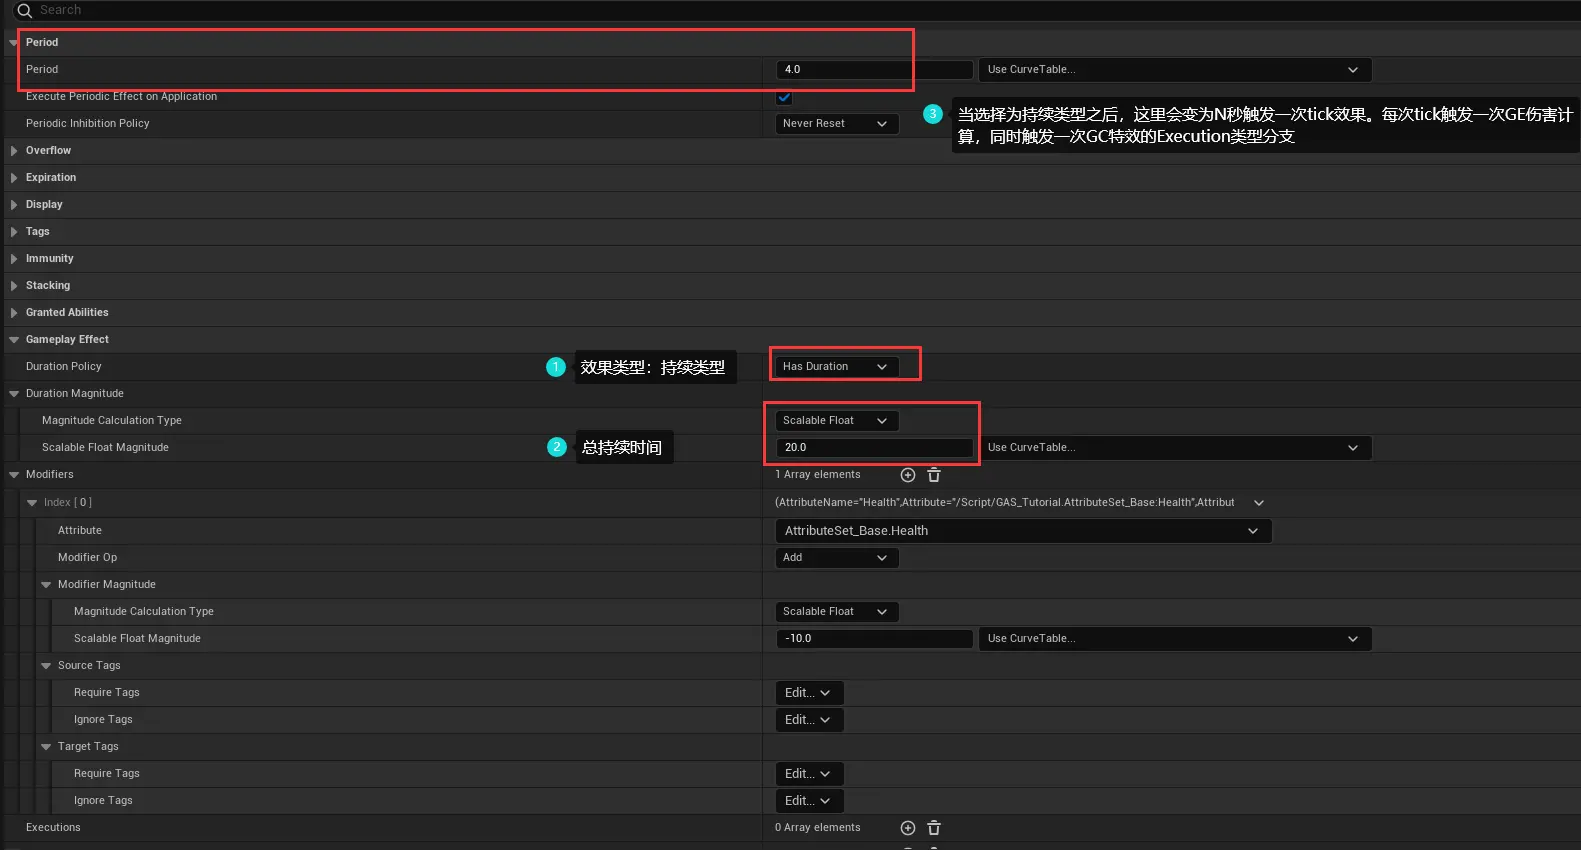 Search
Period
Period 4.0 Use CurveTable...
Execute Periodic Effect on Application
Periodic Inhibition Policy Never Reset
3 当选择为持续类型之后，这里会变为N秒触发一次tick效果。每次tick触发一次GE伤害计
算，同时触发一次GC特效的Execution类型分支
Overflow
Expiration
Display
Tags
Immunity
Stacking
Granted Abilities
Gameplay Effect
Duration Policy 1 效果类型：持续类型 Has Duration
Duration Magnitude
Magnitude Calculation Type Scalable Float
Scalable Float Magnitude 2 总持续时间 20.0 Use CurveTable...
Modifiers 1 Array elements
Index [ 0 ] (AttributeName="Health",Attribute="/Script/GAS_Tutorial.AttributeSet_Base:Health",Attribut
Attribute AttributeSet_Base.Health
Modifier Op Add
Modifier Magnitude
Magnitude Calculation Type Scalable Float
Scalable Float Magnitude -10.0 Use CurveTable...
Source Tags
Require Tags Edit...
Ignore Tags Edit...
Target Tags
Require Tags Edit...
Ignore Tags Edit...
Executions 0 Array elements